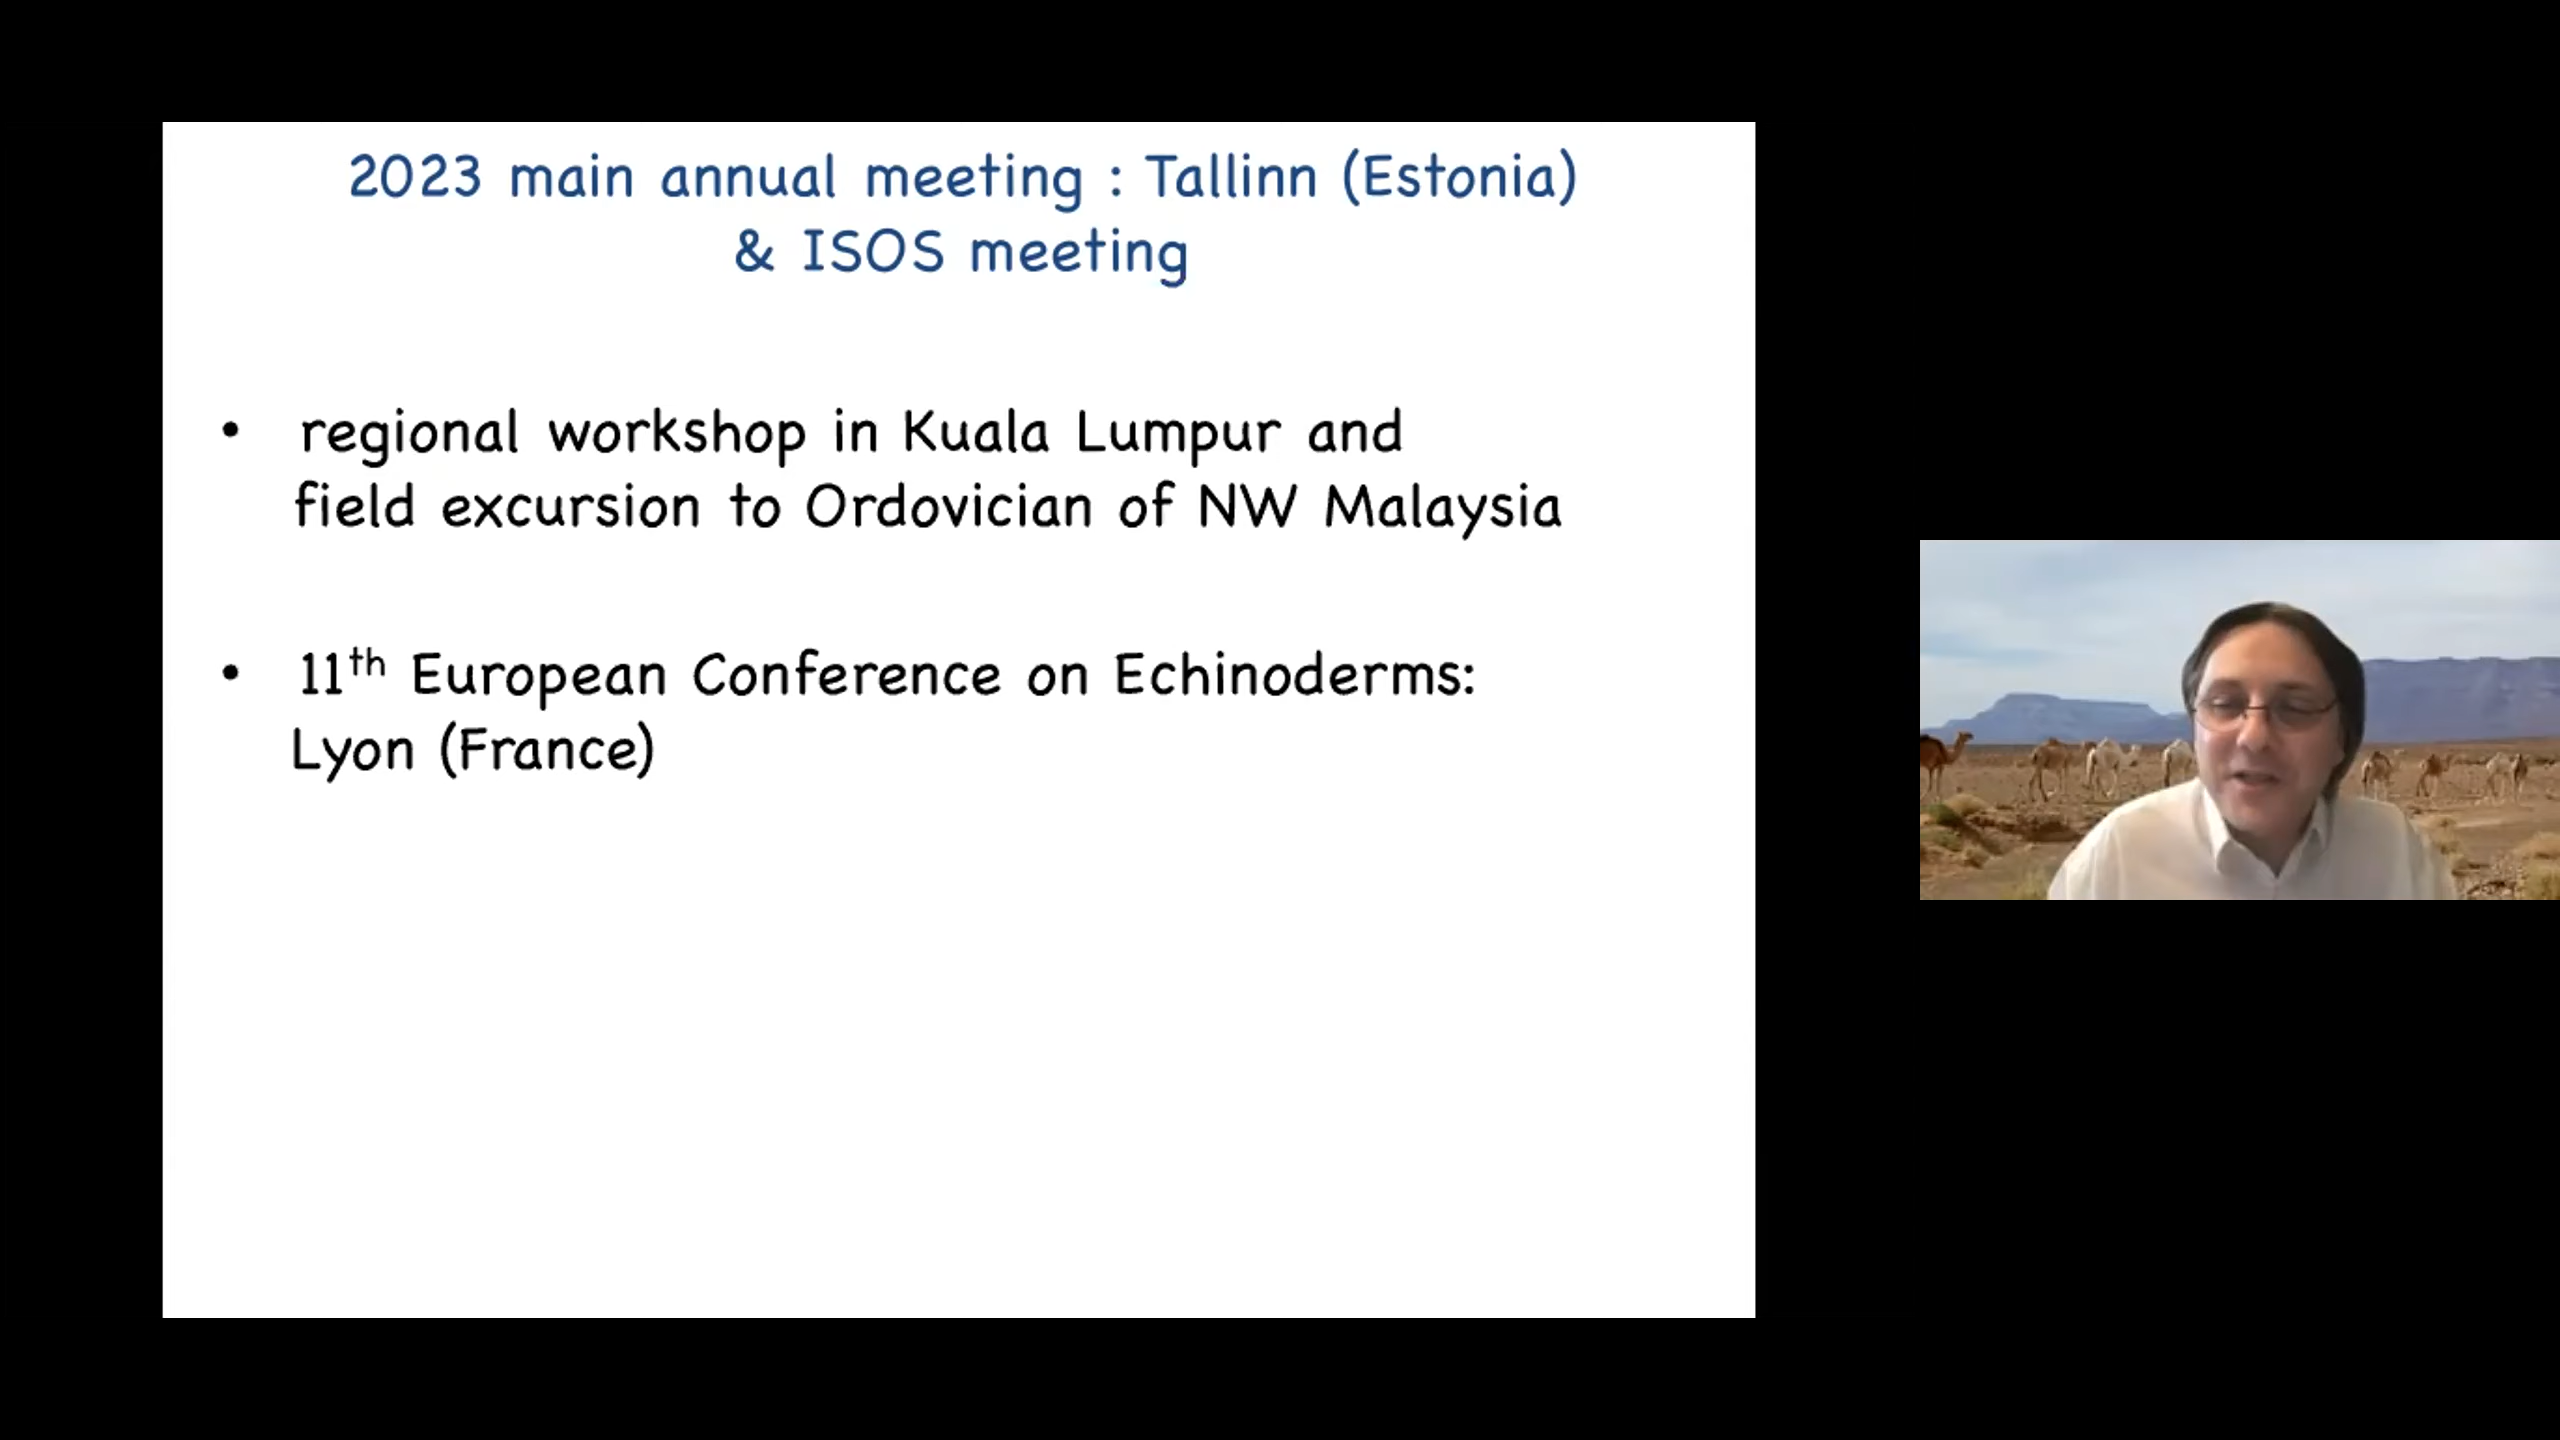 2023 main annual meeting : Tallinn (Estonia)
& ISOS meeting
• regional workshop in Kuala Lumpur and
field excursion to Ordovician of NW Malaysia
• 11th European Conference on Echinoderms:
Lyon (France)